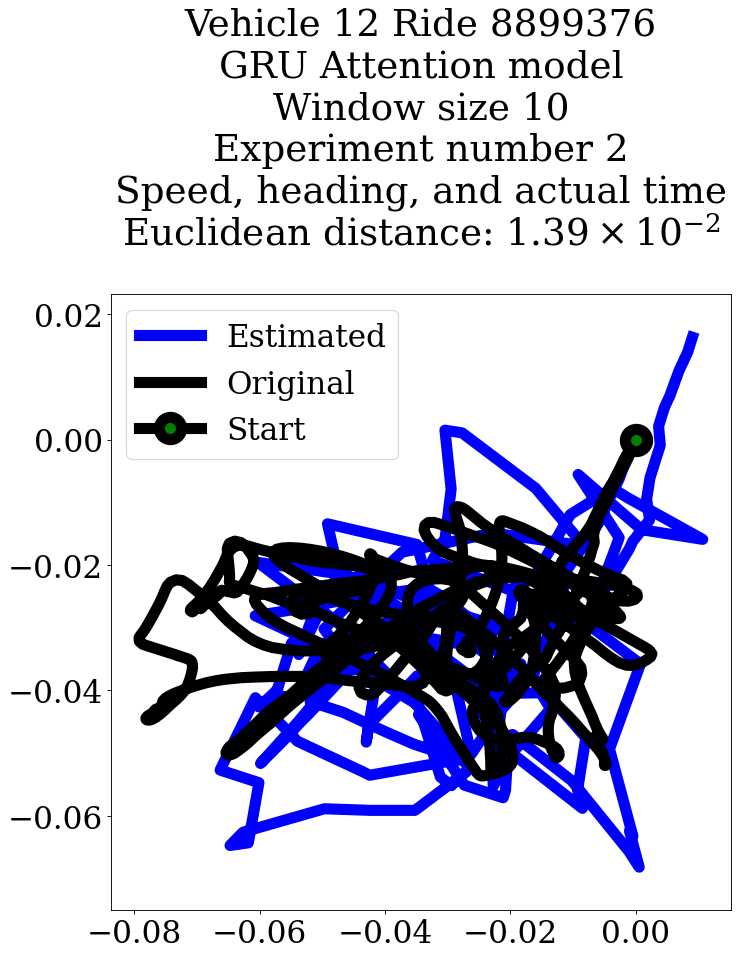 Vehicle 12 Ride 8899376
GRU Attention model
Window size 10
Experiment number 2
Speed, heading, and actual time
Euclidean distance: 1.39 × 10⁻²
Estimated
Original
Start
0.02
0.00
−0.02
−0.04
−0.06
−0.08 −0.06 −0.04 −0.02 0.00